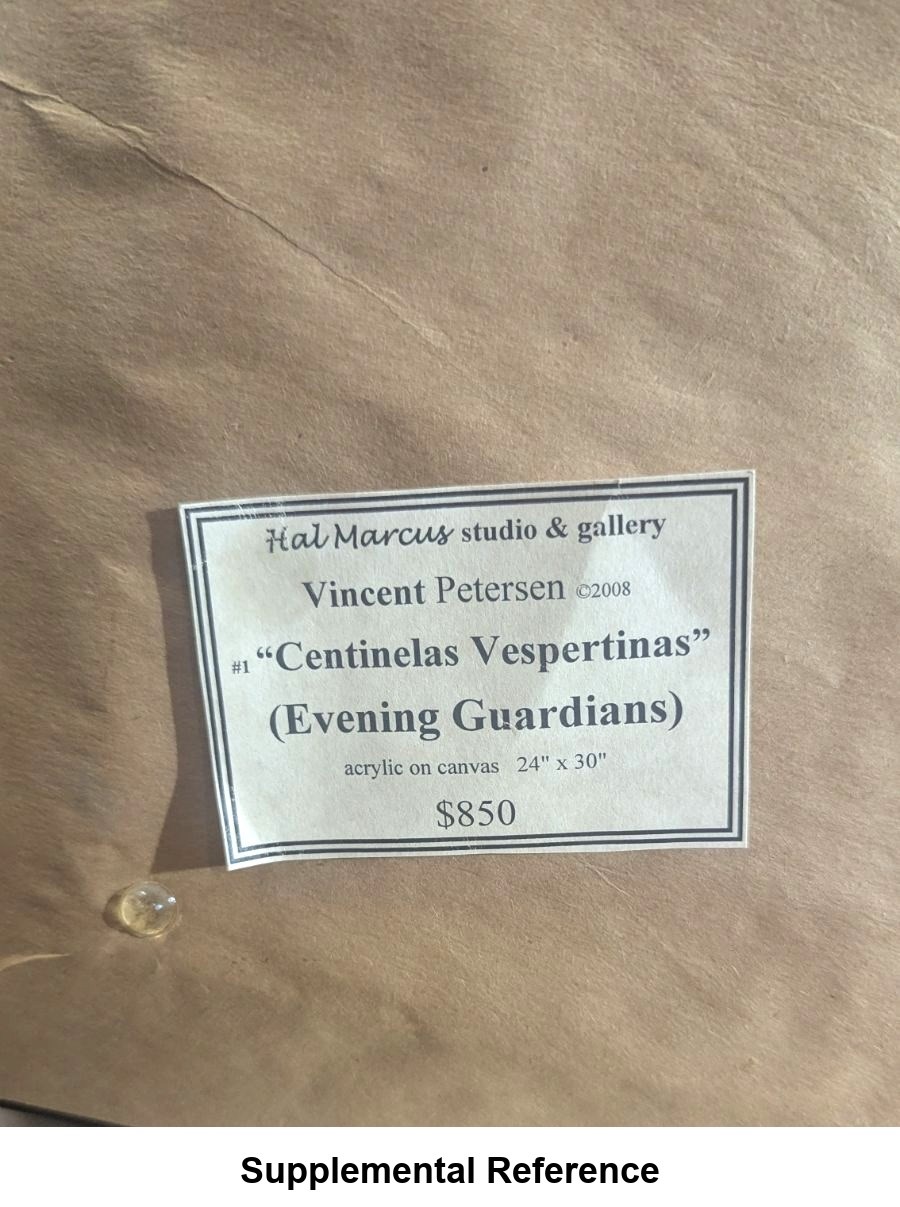 Hal Marcus studio & gallery
Vincent Petersen ©2008
#1 “Centinelas Vespertinas”
(Evening Guardians)
acrylic on canvas 24" x 30"
$850
Supplemental Reference